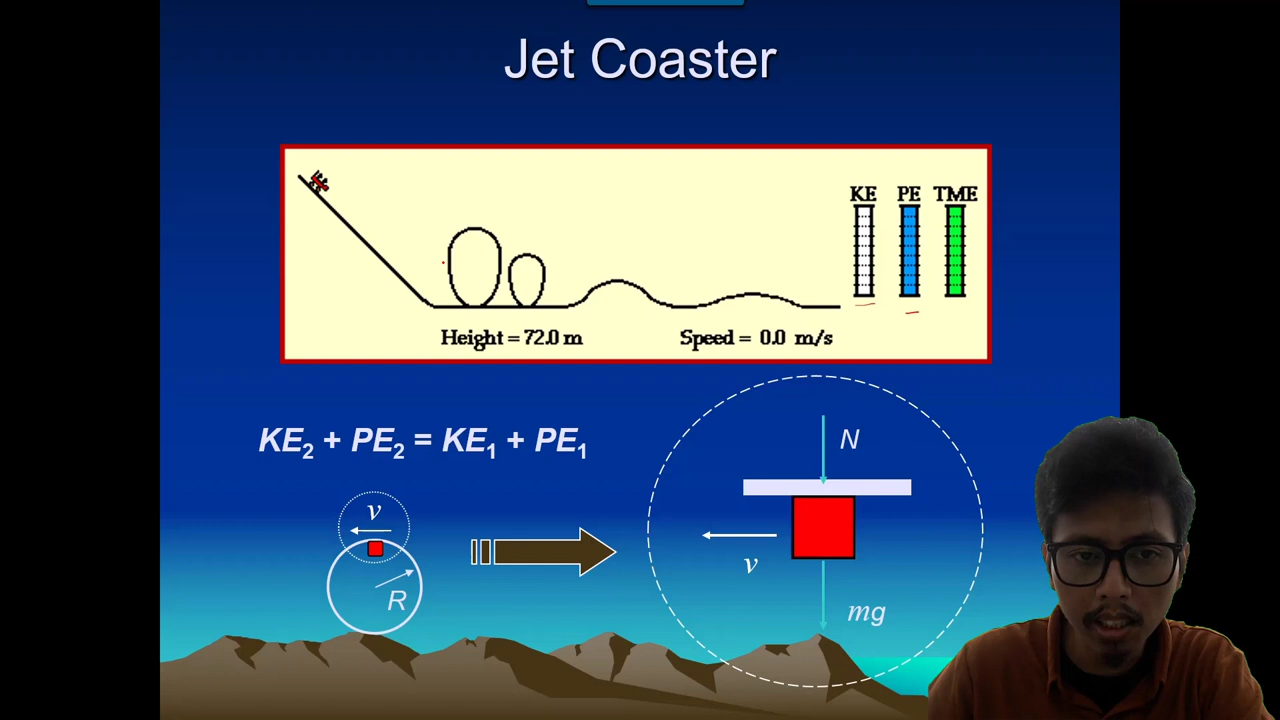 Jet Coaster
KE PE TME
Height = 72.0 m Speed = 0.0 m/s
KE2 + PE2 = KE1 + PE1
N
v
R
v
mg